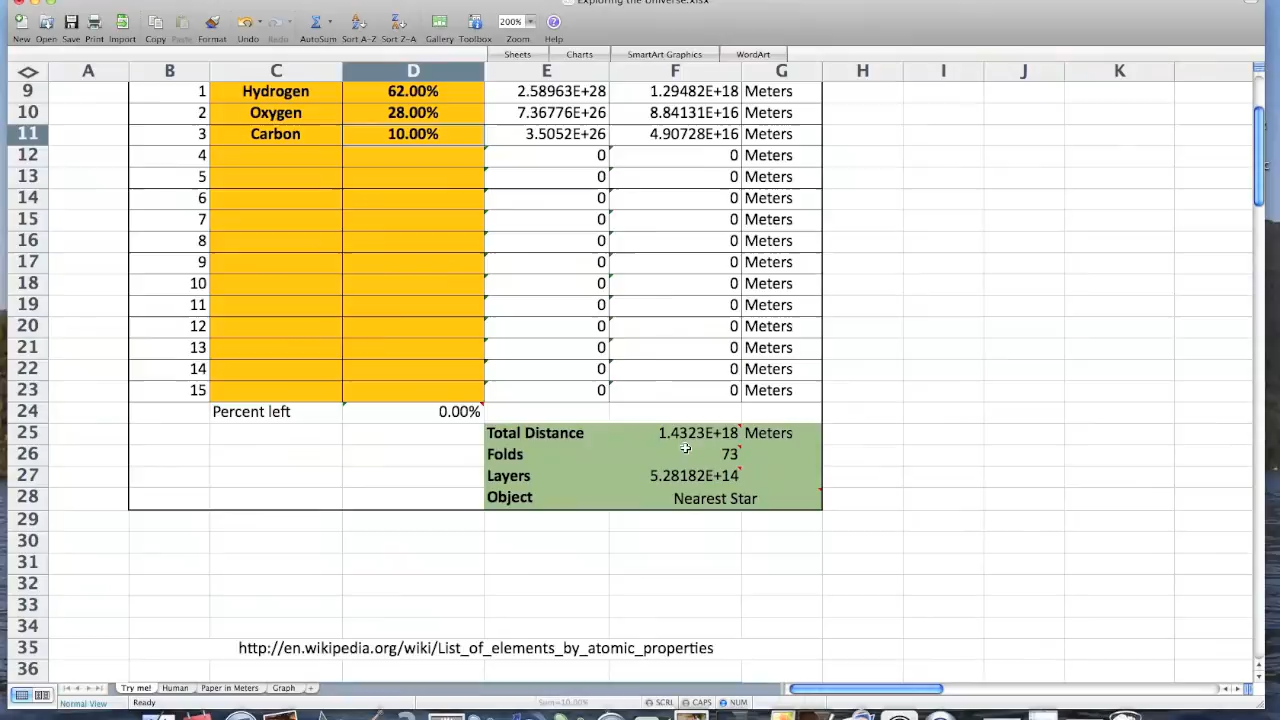 Exploring the Universe.xlsx
New Open Save Print Import Copy Paste Format Undo Redo AutoSum Sort A-Z Sort Z-A Gallery Toolbox Zoom Help
200%
Sheets Charts SmartArt Graphics WordArt
A B C D E F G H I J K
9 1 Hydrogen 62.00% 2.58963E+28 1.29482E+18 Meters
10 2 Oxygen 28.00% 7.36776E+26 8.84131E+16 Meters
11 3 Carbon 10.00% 3.5052E+26 4.90728E+16 Meters
12 4 0 0 Meters
13 5 0 0 Meters
14 6 0 0 Meters
15 7 0 0 Meters
16 8 0 0 Meters
17 9 0 0 Meters
18 10 0 0 Meters
19 11 0 0 Meters
20 12 0 0 Meters
21 13 0 0 Meters
22 14 0 0 Meters
23 15 0 0 Meters
24 Percent left 0.00%
25 Total Distance 1.4323E+18 Meters
26 Folds 73
27 Layers 5.28182E+14
28 Object Nearest Star
29
30
31
32
33
34
35 http://en.wikipedia.org/wiki/List_of_elements_by_atomic_properties
36
Try me! Human Paper in Meters Graph
Normal View Ready Sum=10.00% SCRL CAPS NUM